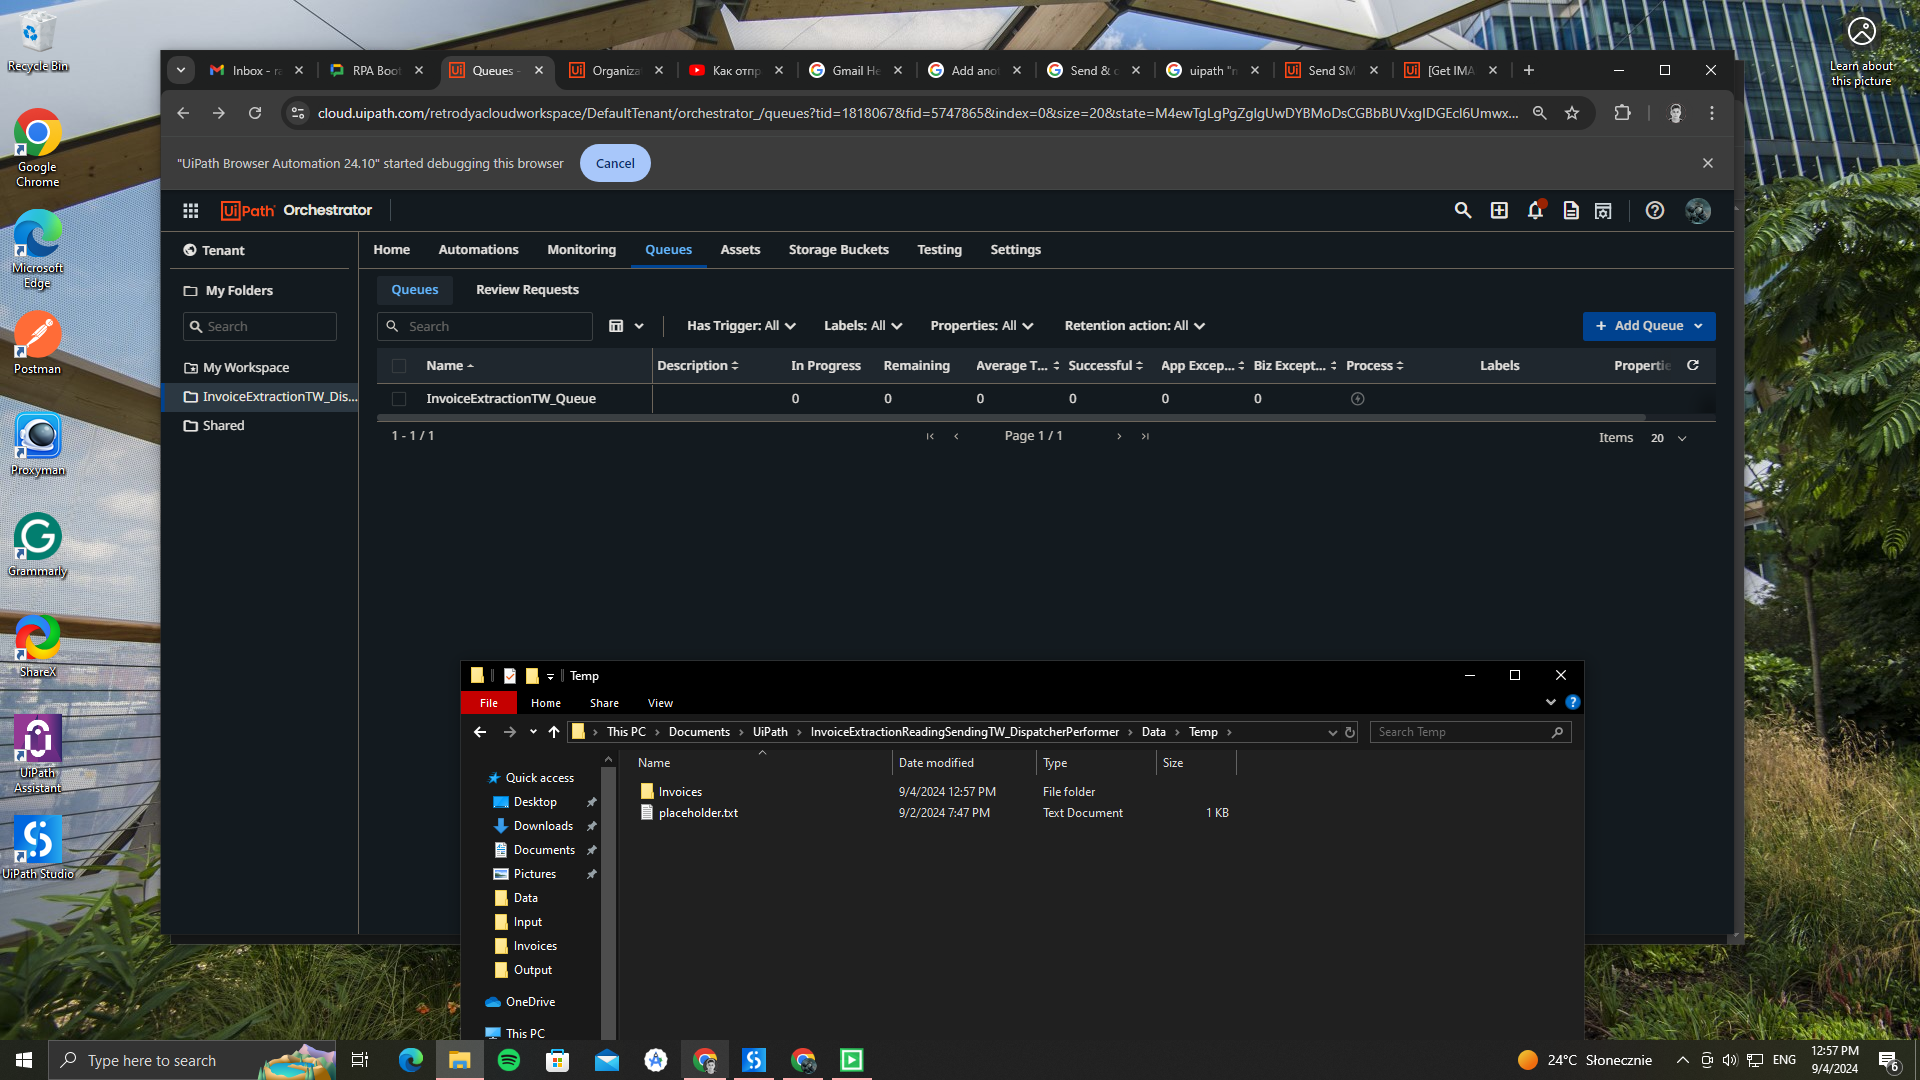 Recycle Bin
Google Chrome
Microsoft Edge
Postman
Proxyman
Grammarly
ShareX
UiPath Assistant
UiPath Studio
Learn about this picture
Inbox - ra
RPA Boot
Queues -
Organiza
Как отпр
Gmail He
Add anot
Send & c
uipath "n
Send SM
[Get IMA
cloud.uipath.com/retrodyacloudworkspace/DefaultTenant/orchestrator_/queues?tid=1818067&fid=5747865&index=0&size=20&state=M4ewTgLgPgZglgUwDYBMoDsCGBbBUVxgIDGEcl6Umwx...
"UiPath Browser Automation 24.10" started debugging this browser
Cancel
UiPath Orchestrator
Tenant
Home Automations Monitoring Queues Assets Storage Buckets Testing Settings
My Folders
Search
My Workspace
InvoiceExtractionTW_Dis...
Shared
Queues Review Requests
Search
Has Trigger: All Labels: All Properties: All Retention action: All
+ Add Queue
Name Description In Progress Remaining Average T... Successful App Excep... Biz Except... Process Labels Propertie
InvoiceExtractionTW_Queue 0 0 0 0 0 0
1 - 1 / 1 Page 1 / 1 Items 20
Temp
File Home Share View
This PC > Documents > UiPath > InvoiceExtractionReadingSendingTW_DispatcherPerformer > Data > Temp >
Search Temp
Quick access
Desktop
Downloads
Documents
Pictures
Data
Input
Invoices
Output
OneDrive
This PC
Name Date modified Type Size
Invoices 9/4/2024 12:57 PM File folder
placeholder.txt 9/2/2024 7:47 PM Text Document 1 KB
Type here to search
24°C Słonecznie
ENG
12:57 PM
9/4/2024
6